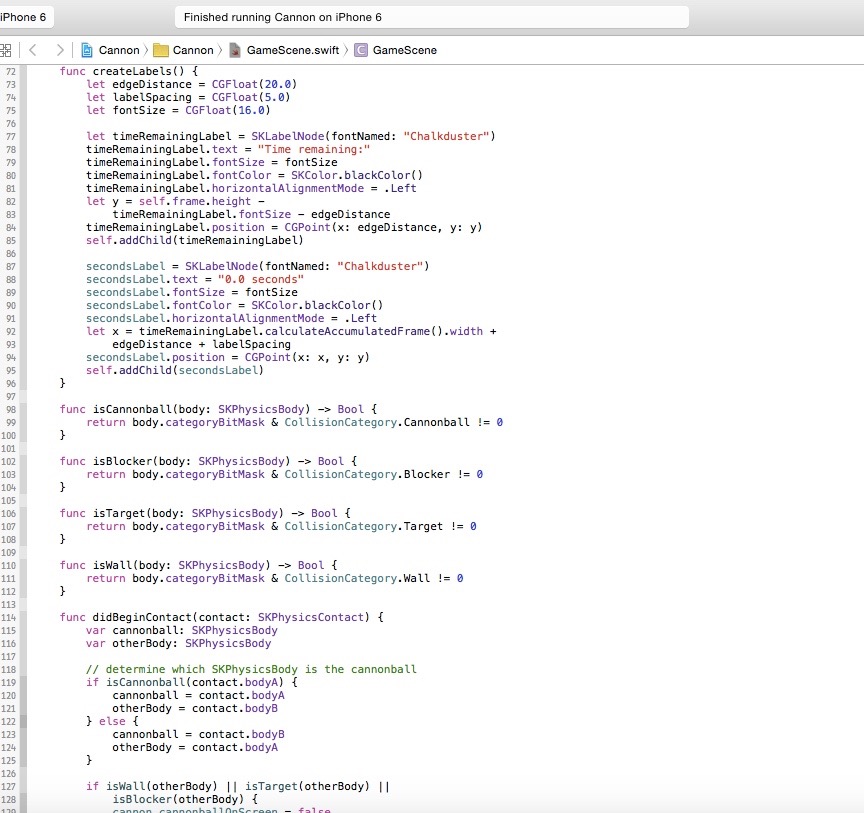 iPhone 6
Finished running Cannon on iPhone 6
Cannon
Cannon
GameScene.swift
C GameScene
72 func createLabels() {
73 let edgeDistance = CGFloat(20.0)
74 let labelSpacing = CGFloat(5.0)
75 let fontSize = CGFloat(16.0)
76
77 let timeRemainingLabel = SKLabelNode(fontNamed: "Chalkduster")
78 timeRemainingLabel.text = "Time remaining:"
79 timeRemainingLabel.fontSize = fontSize
80 timeRemainingLabel.fontColor = SKColor.blackColor()
81 timeRemainingLabel.horizontalAlignmentMode = .Left
82 let y = self.frame.height -
83 timeRemainingLabel.fontSize - edgeDistance
84 timeRemainingLabel.position = CGPoint(x: edgeDistance, y: y)
85 self.addChild(timeRemainingLabel)
86
87 secondsLabel = SKLabelNode(fontNamed: "Chalkduster")
88 secondsLabel.text = "0.0 seconds"
89 secondsLabel.fontSize = fontSize
90 secondsLabel.fontColor = SKColor.blackColor()
91 secondsLabel.horizontalAlignmentMode = .Left
92 let x = timeRemainingLabel.calculateAccumulatedFrame().width +
93 edgeDistance + labelSpacing
94 secondsLabel.position = CGPoint(x: x, y: y)
95 self.addChild(secondsLabel)
96 }
97
98 func isCannonball(body: SKPhysicsBody) -> Bool {
99 return body.categoryBitMask & CollisionCategory.Cannonball != 0
100 }
101
102 func isBlocker(body: SKPhysicsBody) -> Bool {
103 return body.categoryBitMask & CollisionCategory.Blocker != 0
104 }
105
106 func isTarget(body: SKPhysicsBody) -> Bool {
107 return body.categoryBitMask & CollisionCategory.Target != 0
108 }
109
110 func isWall(body: SKPhysicsBody) -> Bool {
111 return body.categoryBitMask & CollisionCategory.Wall != 0
112 }
113
114 func didBeginContact(contact: SKPhysicsContact) {
115 var cannonball: SKPhysicsBody
116 var otherBody: SKPhysicsBody
117
118 // determine which SKPhysicsBody is the cannonball
119 if isCannonball(contact.bodyA) {
120 cannonball = contact.bodyA
121 otherBody = contact.bodyB
122 } else {
123 cannonball = contact.bodyB
124 otherBody = contact.bodyA
125 }
126
127 if isWall(otherBody) || isTarget(otherBody) ||
128 isBlocker(otherBody) {
129 cannon.cannonballOnScreen = false